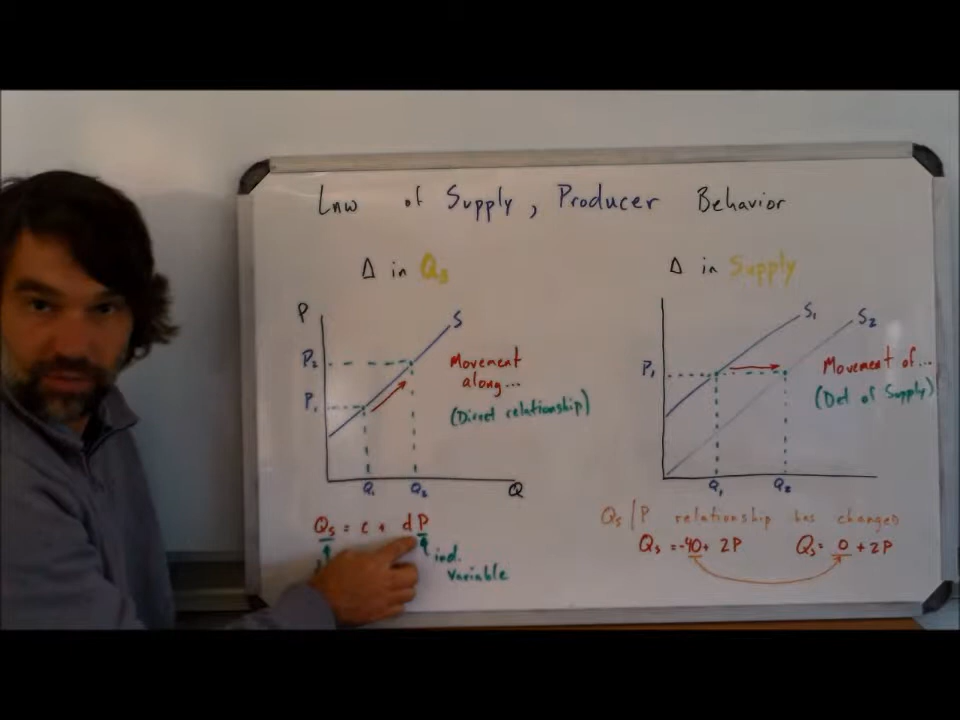 Law of Supply, Producer Behavior
Δ in Qs
P
S
P2
P1
Q1 Q2 Q
Movement
along...
(Direct relationship)
Qs = c + dP
ind.
variable
Δ in Supply
S1 S2
P1
Q1 Q2
Movement of...
(Det of Supply)
Qs/P relationship has changed
Qs = -40 + 2P Qs = 0 + 2P